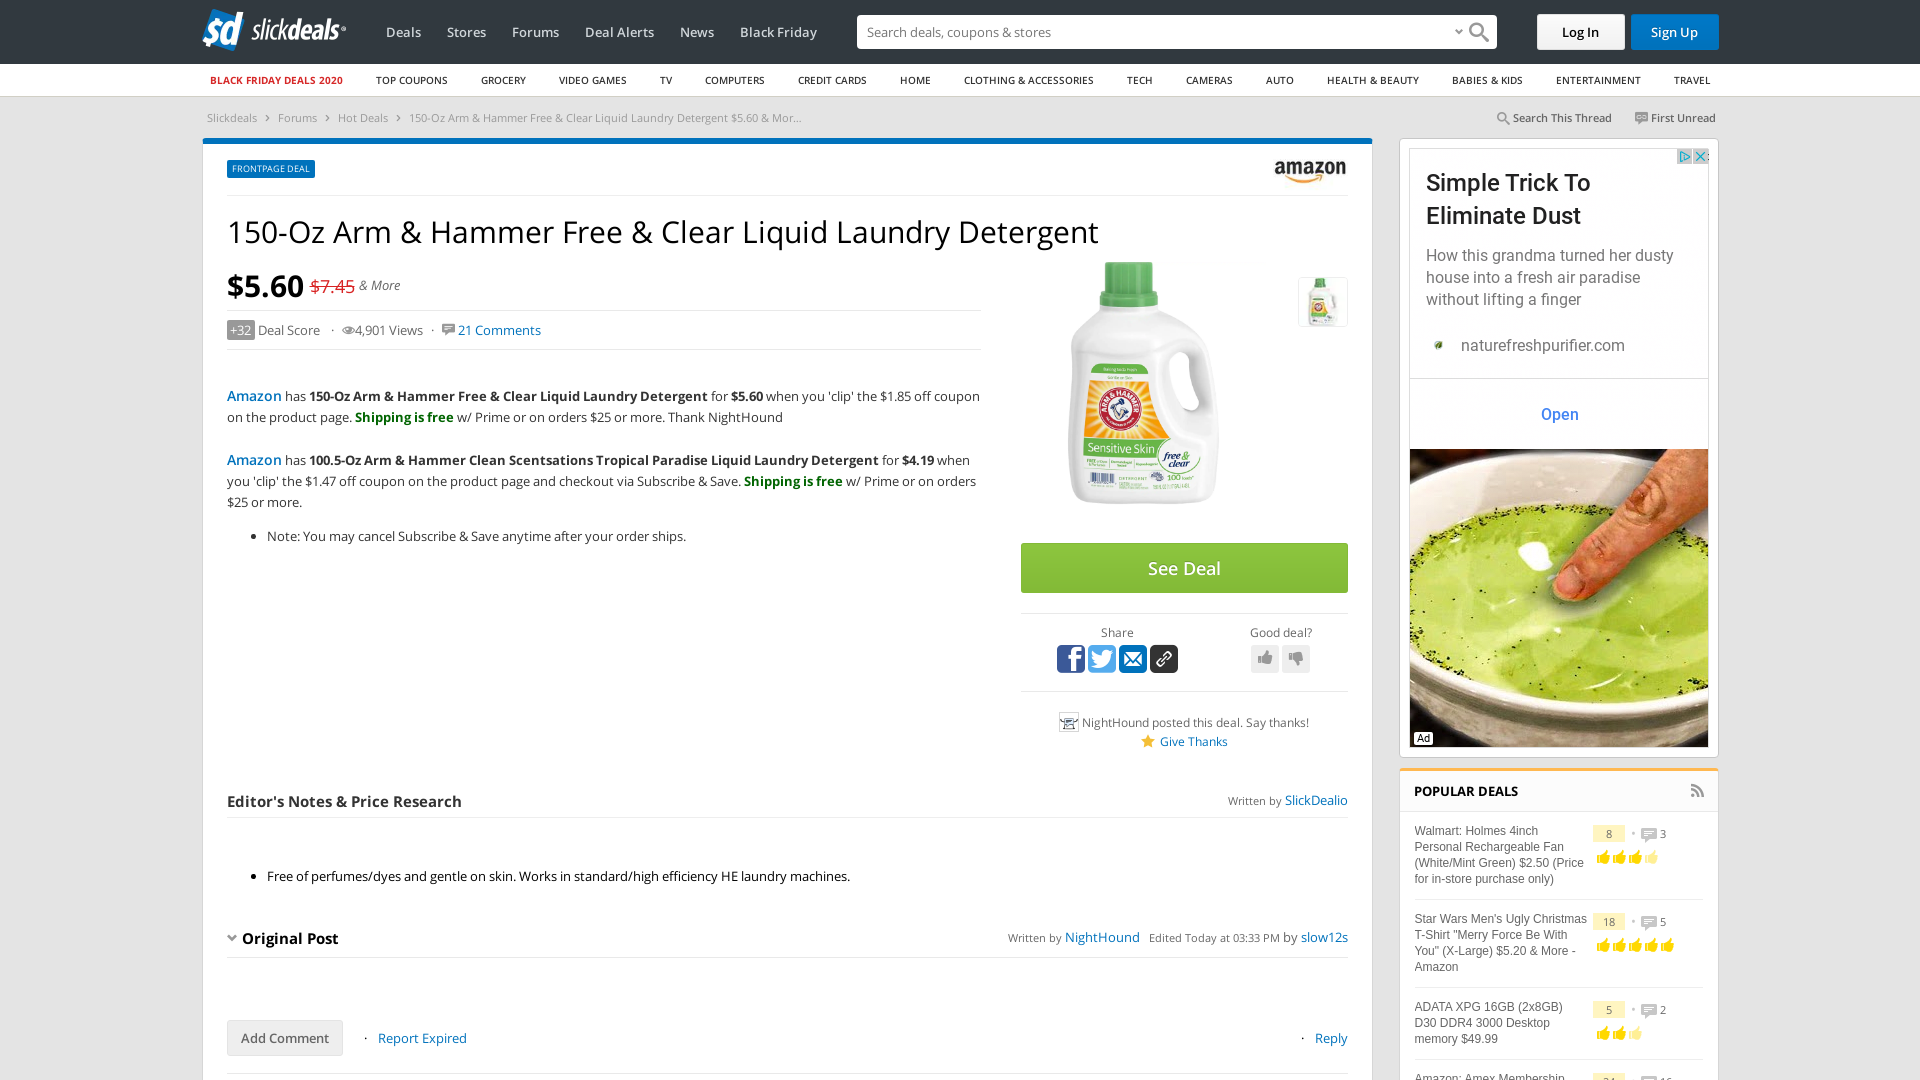 slickdeals
Deals
Stores
Forums
Deal Alerts
News
Black Friday
Search deals, coupons & stores
Log In
Sign Up
BLACK FRIDAY DEALS 2020
TOP COUPONS
GROCERY
VIDEO GAMES
TV
COMPUTERS
CREDIT CARDS
HOME
CLOTHING & ACCESSORIES
TECH
CAMERAS
AUTO
HEALTH & BEAUTY
BABIES & KIDS
ENTERTAINMENT
TRAVEL
Slickdeals › Forums › Hot Deals › 150-Oz Arm & Hammer Free & Clear Liquid Laundry Detergent $5.60 & Mor...
Search This Thread
First Unread
FRONTPAGE DEAL
amazon
150-Oz Arm & Hammer Free & Clear Liquid Laundry Detergent
$5.60 $7.45 & More
+32 Deal Score · 4,901 Views · 21 Comments
Amazon has 150-Oz Arm & Hammer Free & Clear Liquid Laundry Detergent for $5.60 when you 'clip' the $1.85 off coupon
on the product page. Shipping is free w/ Prime or on orders $25 or more. Thank NightHound
Amazon has 100.5-Oz Arm & Hammer Clean Scentsations Tropical Paradise Liquid Laundry Detergent for $4.19 when
you 'clip' the $1.47 off coupon on the product page and checkout via Subscribe & Save. Shipping is free w/ Prime or on orders
$25 or more.
• Note: You may cancel Subscribe & Save anytime after your order ships.
ARM & HAMMER
Sensitive Skin
free &
clear
100
See Deal
Share
Good deal?
NightHound posted this deal. Say thanks!
Give Thanks
Editor's Notes & Price Research
Written by SlickDealio
• Free of perfumes/dyes and gentle on skin. Works in standard/high efficiency HE laundry machines.
Original Post
Written by NightHound Edited Today at 03:33 PM by slow12s
Add Comment
· Report Expired
· Reply
Simple Trick To
Eliminate Dust
How this grandma turned her dusty
house into a fresh air paradise
without lifting a finger
naturefreshpurifier.com
Open
Ad
POPULAR DEALS
Walmart: Holmes 4inch
Personal Rechargeable Fan
(White/Mint Green) $2.50 (Price
for in-store purchase only)
8 • 3
Star Wars Men's Ugly Christmas
T-Shirt "Merry Force Be With
You" (X-Large) $5.20 & More -
Amazon
18 • 5
ADATA XPG 16GB (2x8GB)
D30 DDR4 3000 Desktop
memory $49.99
5 • 2
Amazon: Amex Membership